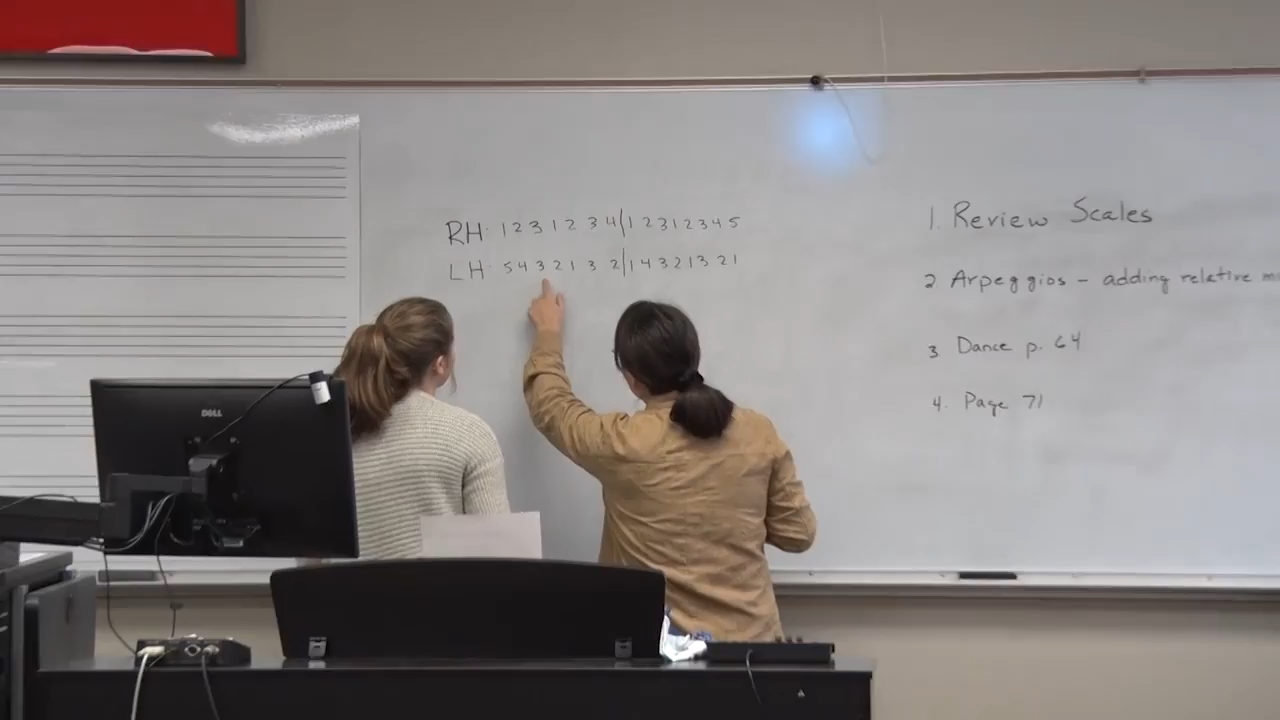 RH: 1 2 3 1 2 3 4 | 1 2 3 1 2 3 4 5
LH: 5 4 3 2 1 3 2 | 1 4 3 2 1 3 2 1
1. Review Scales
2 Arpeggios - adding relative
3 Dance p. 64
4. Page 71
DELL